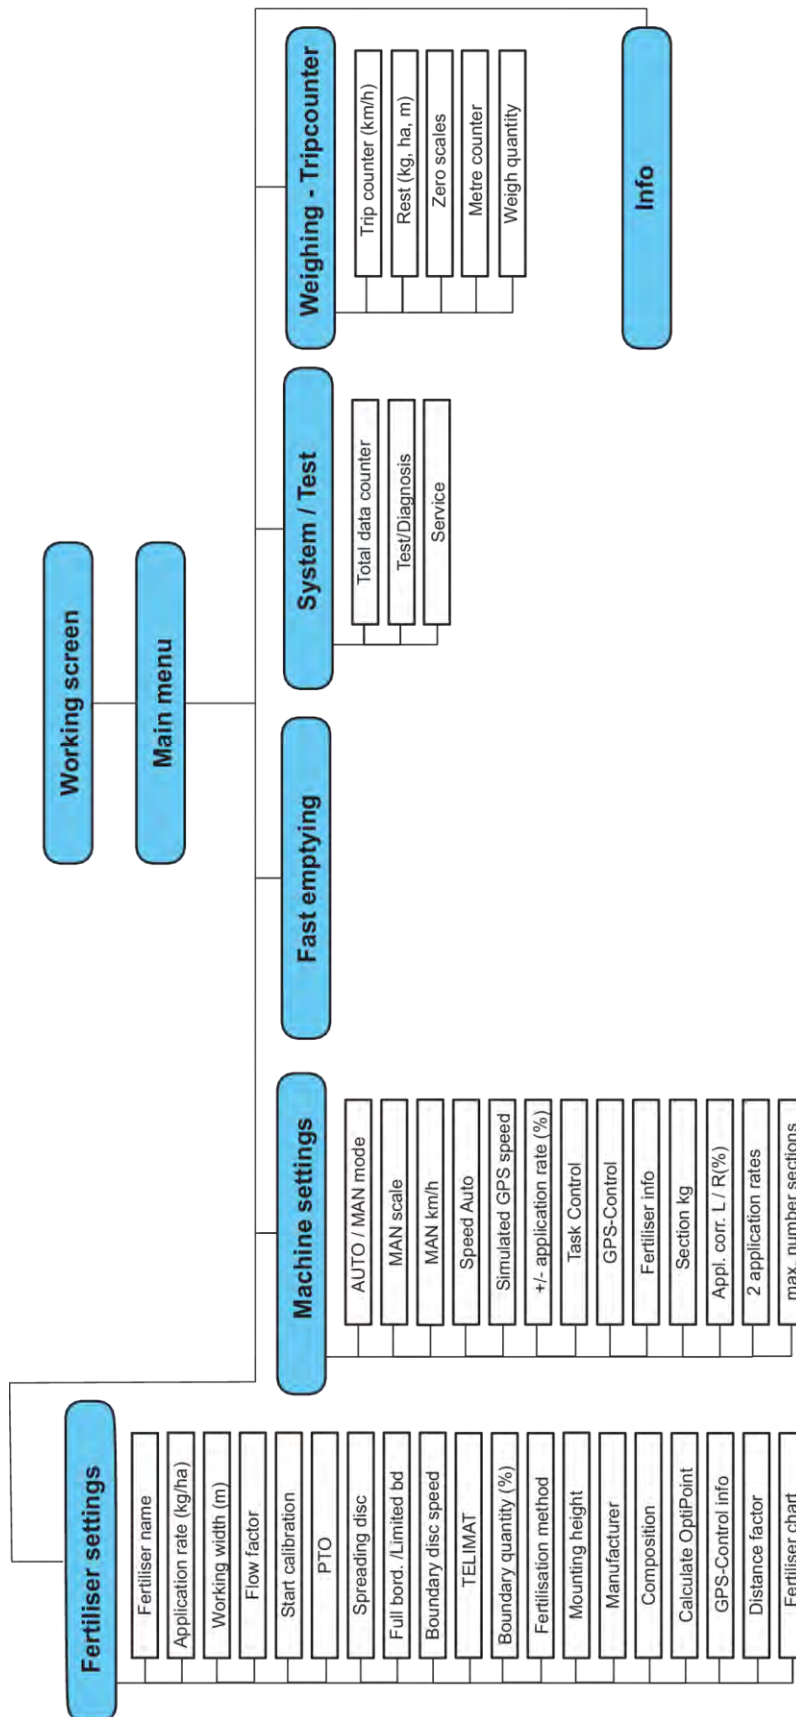 Working screen
Main menu
Fertiliser settings
Fertiliser name
Application rate (kg/ha)
Working width (m)
Flow factor
Start calibration
PTO
Spreading disc
Full bord. /Limited bd
Boundary disc speed
TELIMAT
Boundary quantity (%)
Fertilisation method
Mounting height
Manufacturer
Composition
Calculate OptiPoint
GPS-Control info
Distance factor
Fertiliser chart
Machine settings
AUTO / MAN mode
MAN scale
MAN km/h
Speed Auto
Simulated GPS speed
+/- application rate (%)
Task Control
GPS-Control
Fertiliser info
Section kg
Appl. corr. L / R(%)
2 application rates
max. number sections
Fast emptying
System / Test
Total data counter
Test/Diagnosis
Service
Weighing - Tripcounter
Trip counter (km/h)
Rest (kg, ha, m)
Zero scales
Metre counter
Weigh quantity
Info